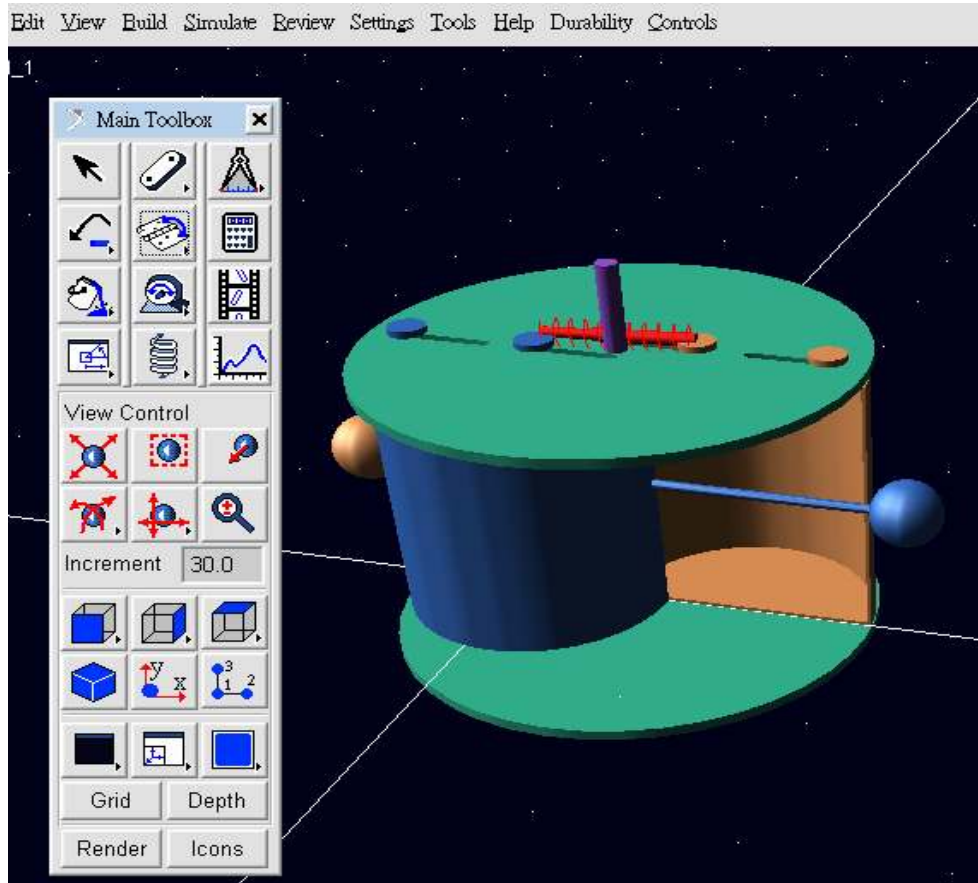 Edit View Build Simulate Review Settings Tools Help Durability Controls
l_1
Main Toolbox
View Control
Increment 30.0
y x
3
1 2
Grid Depth
Render Icons